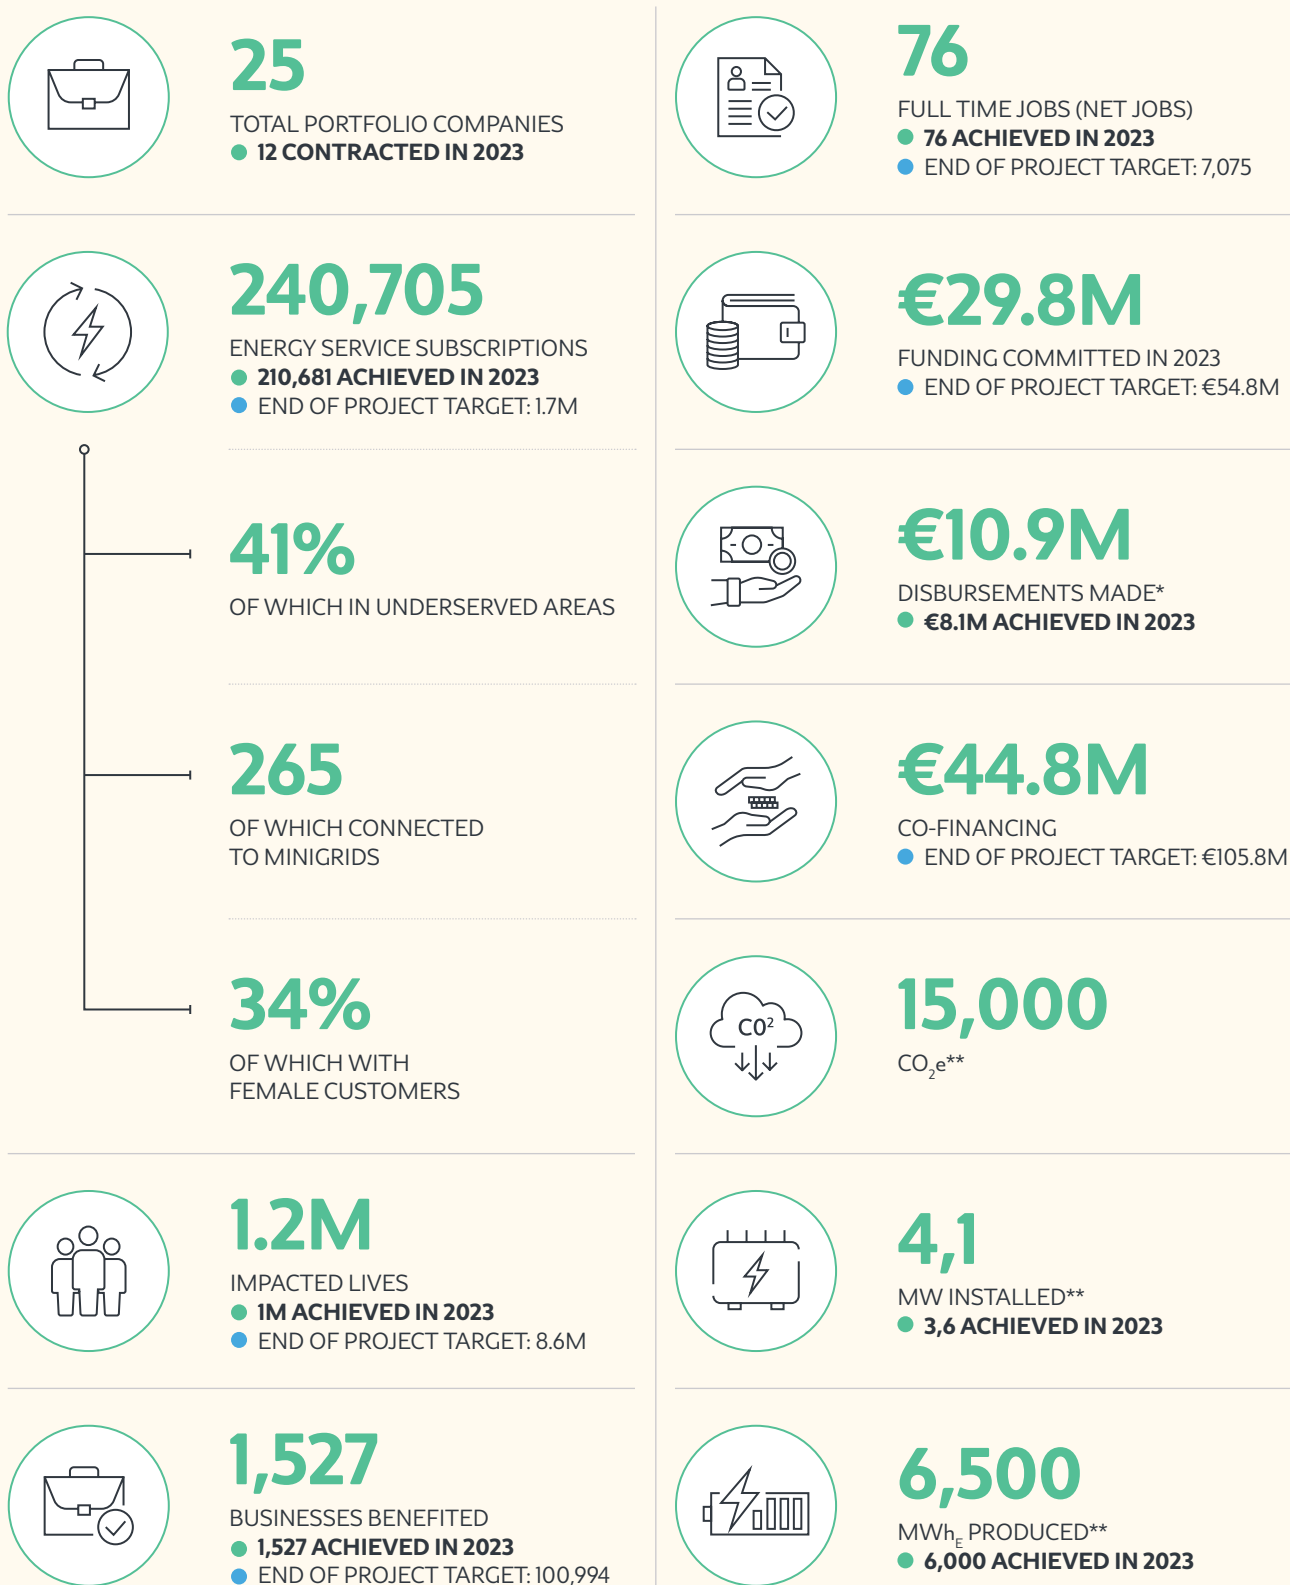 25
TOTAL PORTFOLIO COMPANIES
12 CONTRACTED IN 2023
240,705
ENERGY SERVICE SUBSCRIPTIONS
210,681 ACHIEVED IN 2023
END OF PROJECT TARGET: 1.7M
41%
OF WHICH IN UNDERSERVED AREAS
265
OF WHICH CONNECTED
TO MINIGRIDS
34%
OF WHICH WITH
FEMALE CUSTOMERS
1.2M
IMPACTED LIVES
1M ACHIEVED IN 2023
END OF PROJECT TARGET: 8.6M
1,527
BUSINESSES BENEFITED
1,527 ACHIEVED IN 2023
END OF PROJECT TARGET: 100,994
76
FULL TIME JOBS (NET JOBS)
76 ACHIEVED IN 2023
END OF PROJECT TARGET: 7,075
€29.8M
FUNDING COMMITTED IN 2023
END OF PROJECT TARGET: €54.8M
€10.9M
DISBURSEMENTS MADE*
€8.1M ACHIEVED IN 2023
€44.8M
CO-FINANCING
END OF PROJECT TARGET: €105.8M
CO²
15,000
CO₂e**
4,1
MW INSTALLED**
3,6 ACHIEVED IN 2023
6,500
MWhE PRODUCED**
6,000 ACHIEVED IN 2023